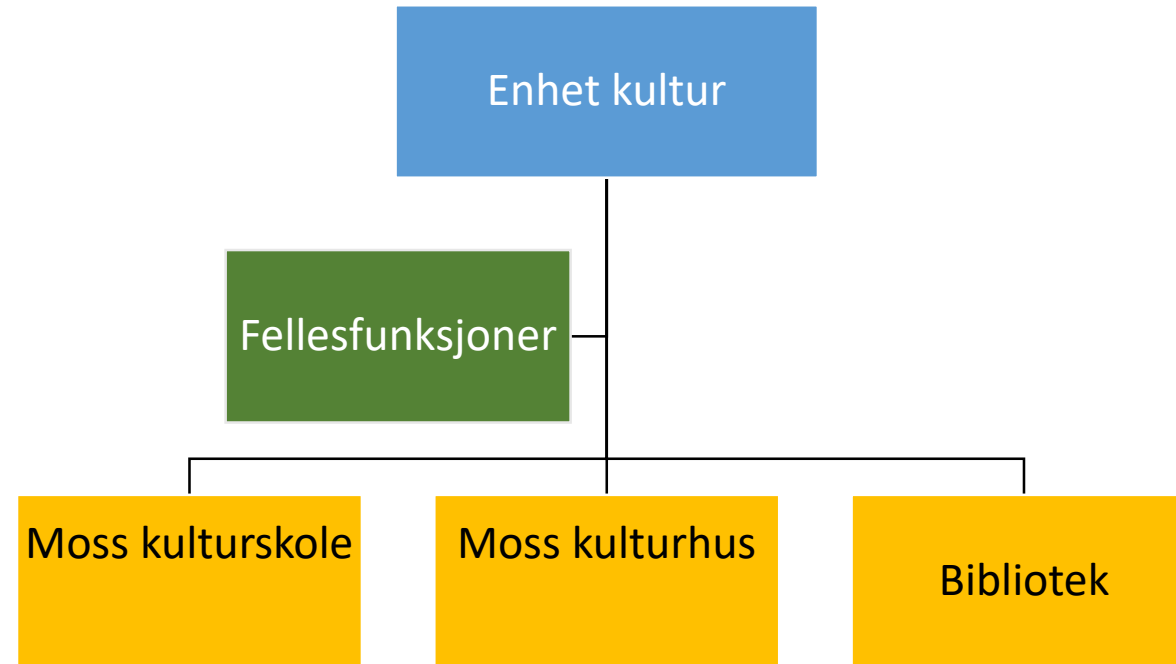 Enhet kultur
Fellesfunksjoner
Moss kulturskole
Moss kulturhus
Bibliotek